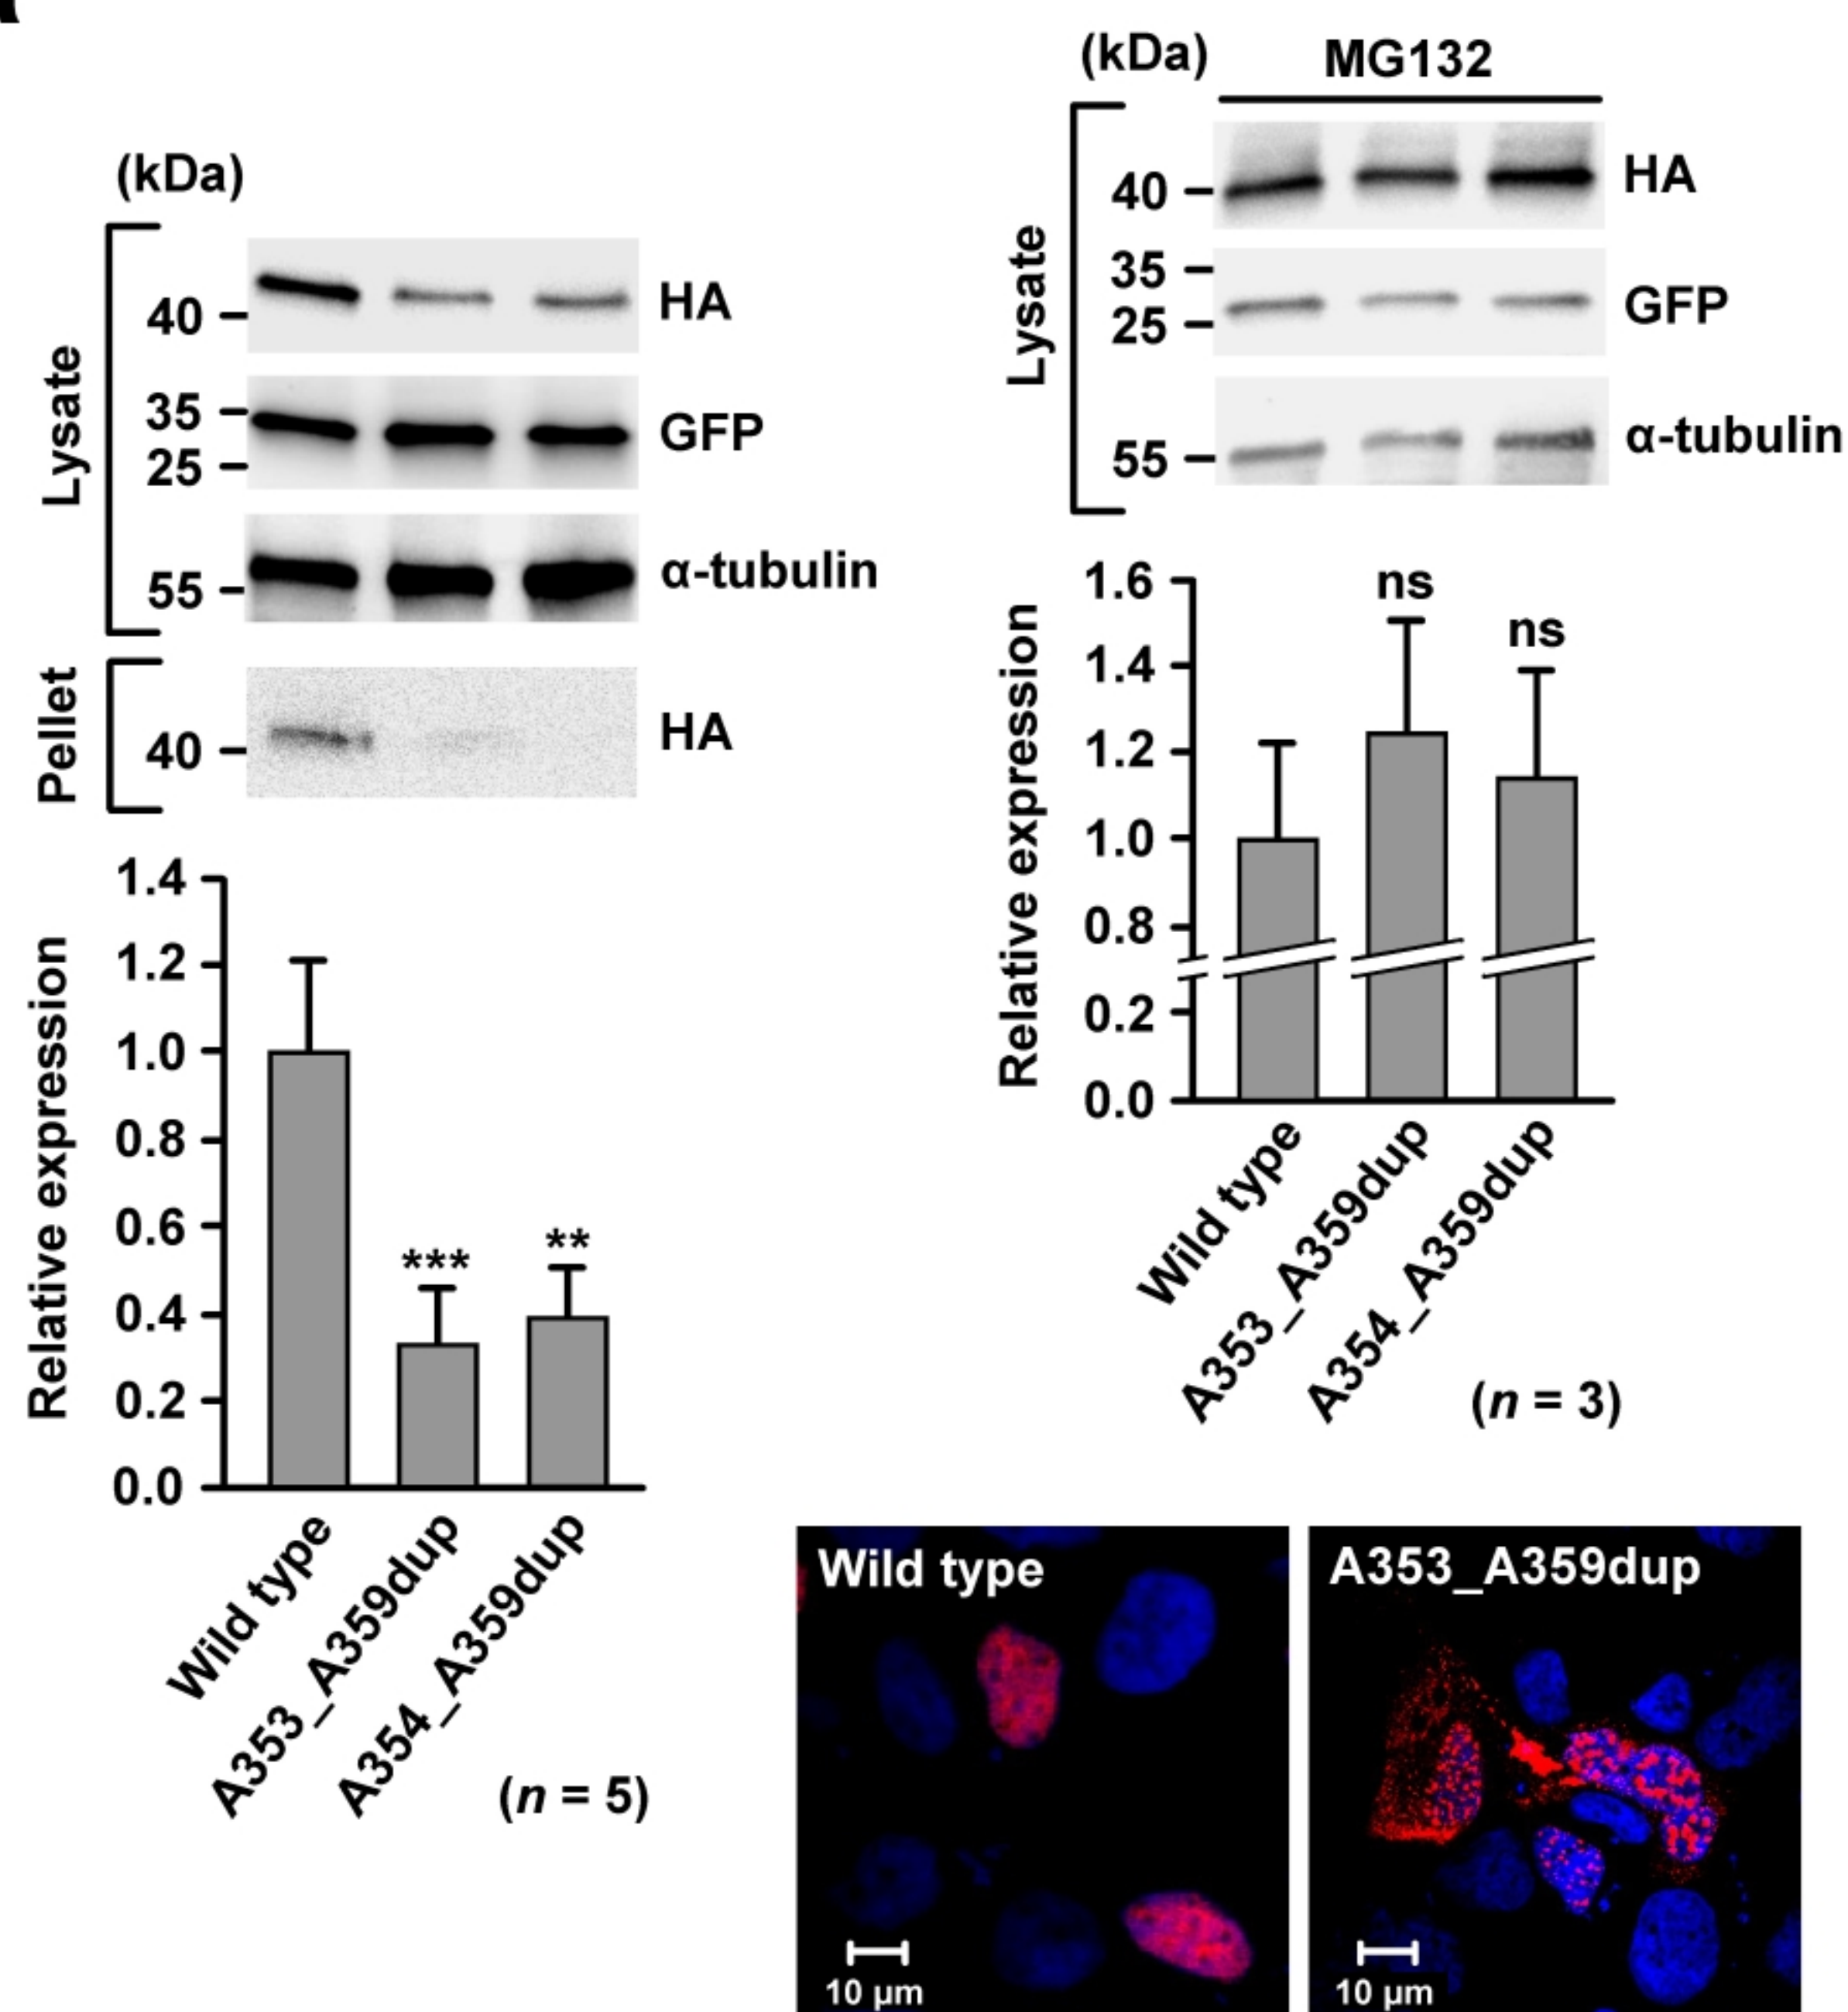 (kDa)
Lysate
40
HA
35
25
GFP
55
α-tubulin
Pellet
40
HA
Relative expression
1.4
1.2
1.0
0.8
0.6
0.4
0.2
0.0
***
**
Wild type
A353_A359dup
A354_A359dup
(n = 5)
(kDa)
MG132
Lysate
40
HA
35
25
GFP
55
α-tubulin
Relative expression
1.6
1.4
1.2
1.0
0.8
0.2
0.0
ns
ns
Wild type
A353_A359dup
A354_A359dup
(n = 3)
Wild type
10 µm
A353_A359dup
10 µm